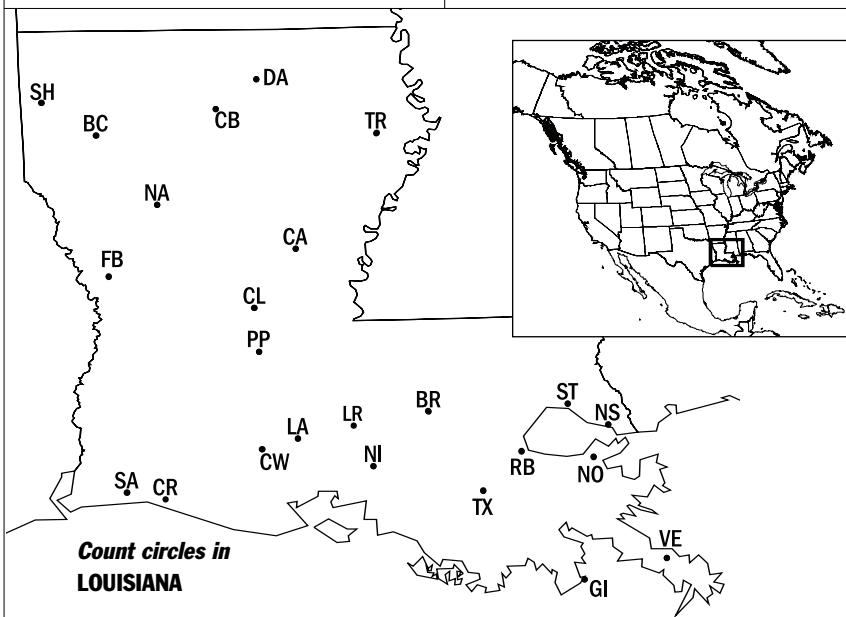 DA
SH
CB
TR
BC
NA
CA
FB
CL
PP
ST
BR
NS
LR
LA
CW
NI
RB
NO
SA
CR
TX
VE
GI
Count circles in
LOUISIANA